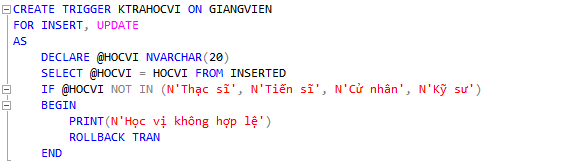 CREATE TRIGGER KTRAHOCVI ON GIANGVIEN
FOR INSERT, UPDATE
AS
DECLARE @HOCVI NVARCHAR(20)
SELECT @HOCVI = HOCVI FROM INSERTED
IF @HOCVI NOT IN (N'Thạc sĩ', N'Tiến sĩ', N'Cử nhân', N'Kỹ sư')
BEGIN
PRINT(N'Học vị không hợp lệ')
ROLLBACK TRAN
END